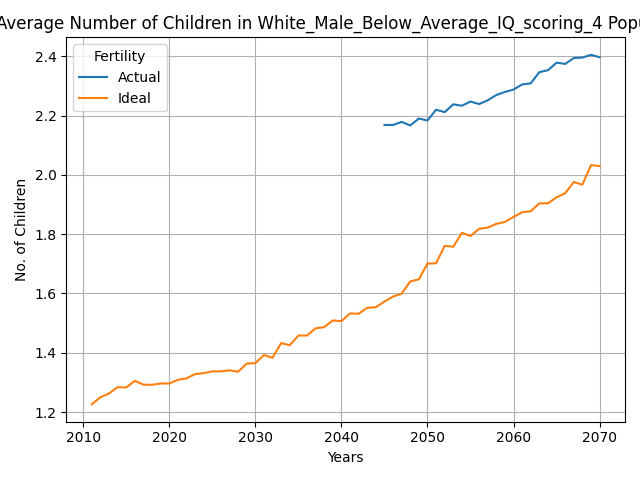 Average Number of Children in White_Male_Below_Average_IQ_scoring_4 Popu
Fertility
Actual
Ideal
2.4
2.2
2.0
1.8
1.6
1.4
1.2
No. of Children
2010 2020 2030 2040 2050 2060 2070
Years